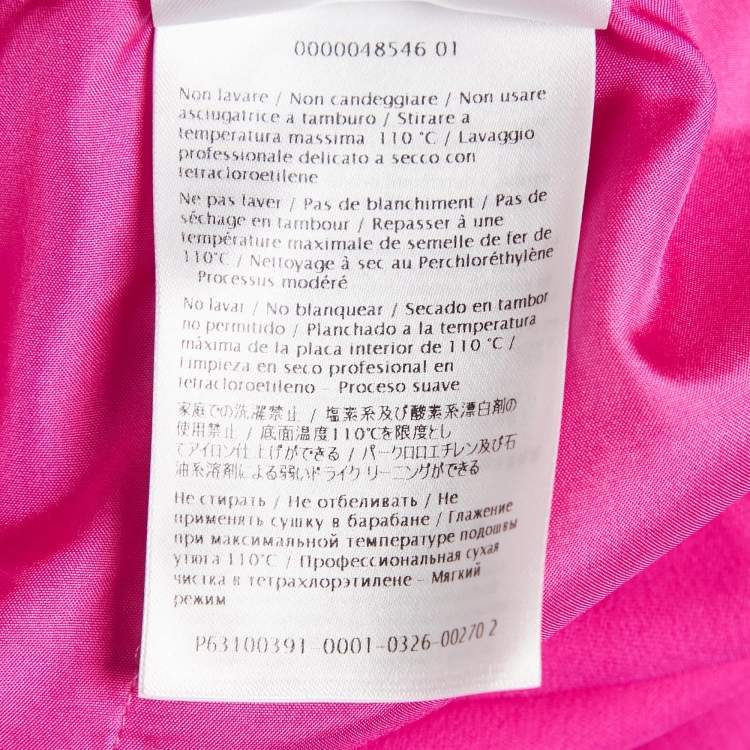 0000048546 01
Non lavare / Non candeggiare / Non usare
asciugatrice a tamburo / Stirare a
temperatura massima 110 °C / Lavaggio
professionale delicato a secco con
tetracloroetilene
Ne pas laver / Pas de blanchiment / Pas de
séchage en tambour / Repasser à une
température maximale de semelle de fer de
110°C / Nettoyage à sec au Perchloréthylène
– Processus modéré
No lavar / No blanquear / Secado en tambor
no permitido / Planchado a la temperatura
máxima de la placa interior de 110 °C /
Limpieza en seco profesional en
tetracloroetileno – Proceso suave
家庭での洗濯禁止 / 塩素系及び酸素系漂白剤の
使用禁止 / 底面温度110℃を限度とし
てアイロン仕上げができる / パークロロエチレン及び石
油系溶剤による弱いドライクリーニングができる
Не стирать / Не отбеливать / Не
применять сушку в барабане / Глажение
при максимальной температуре подошвы
утюга 110°C / Профессиональная сухая
чистка в тетрахлорэтилене – Мягкий
режим
P63100391-0001-0326-00270 2